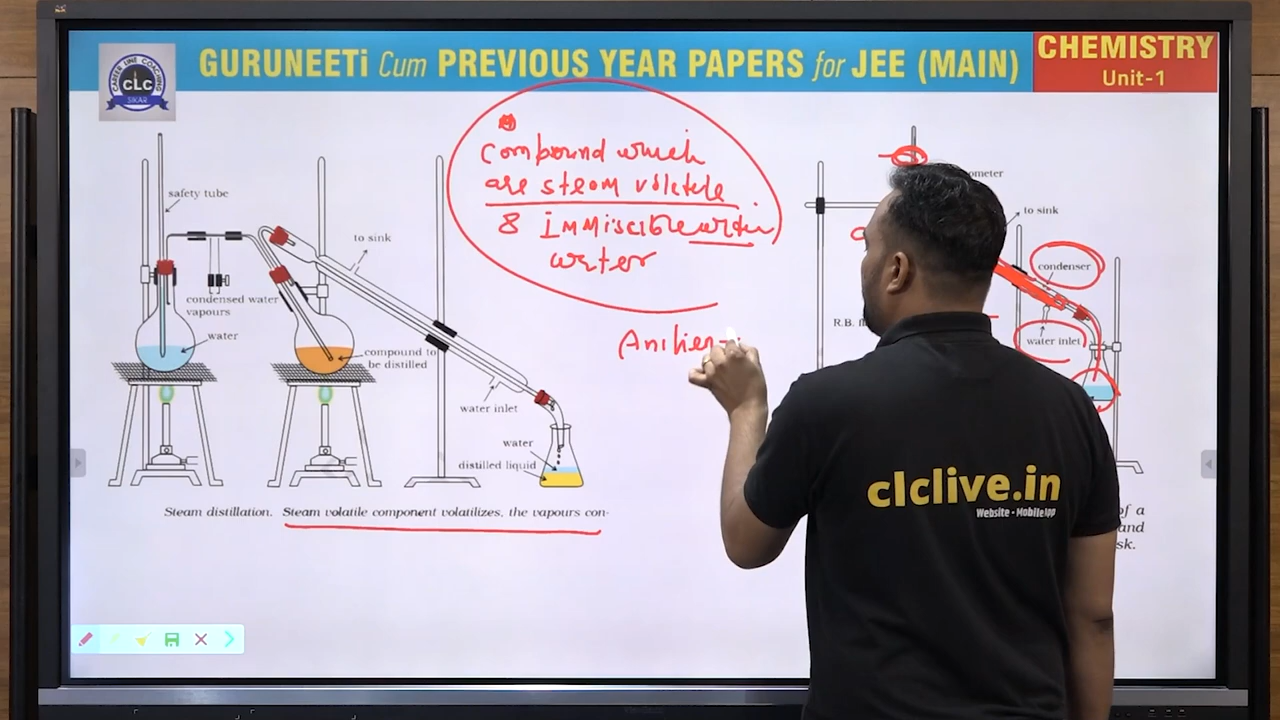 CAREER LINE COACHING
CLC
SIKAR
GURUNEETi Cum PREVIOUS YEAR PAPERS for JEE (MAIN)
CHEMISTRY
Unit-1
compound which
are steam volatile
& Immiscible with
water
safety tube
to sink
condensed water
vapours
water
compound to
be distilled
water inlet
water
distilled liquid
Steam distillation. Steam volatile component volatilizes, the vapours con-
to sink
condenser
R.B.
water inlet
of a
and
sk.
clclive.in
Website - MobileApp